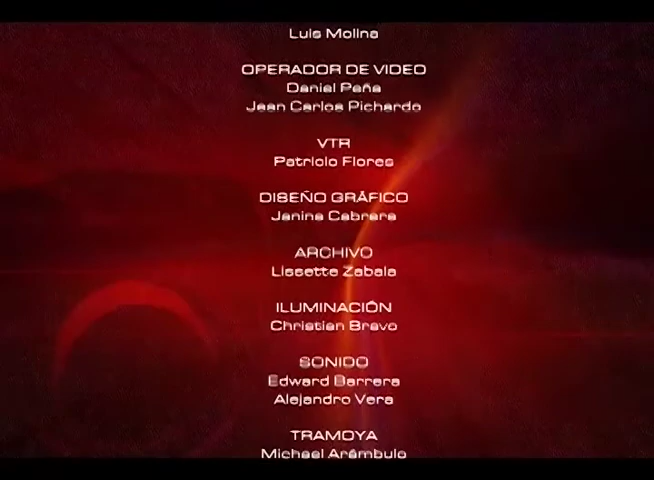 Luis Molina
OPERADOR DE VIDEO
Daniel Peña
Jean Carlos Pichardo
VTR
Patricio Flores
DISEÑO GRÁFICO
Janina Cabrera
ARCHIVO
Lissette Zabala
ILUMINACIÓN
Christian Bravo
SONIDO
Edward Barrera
Alejandro Vera
TRAMOYA
Michael Arámbulo